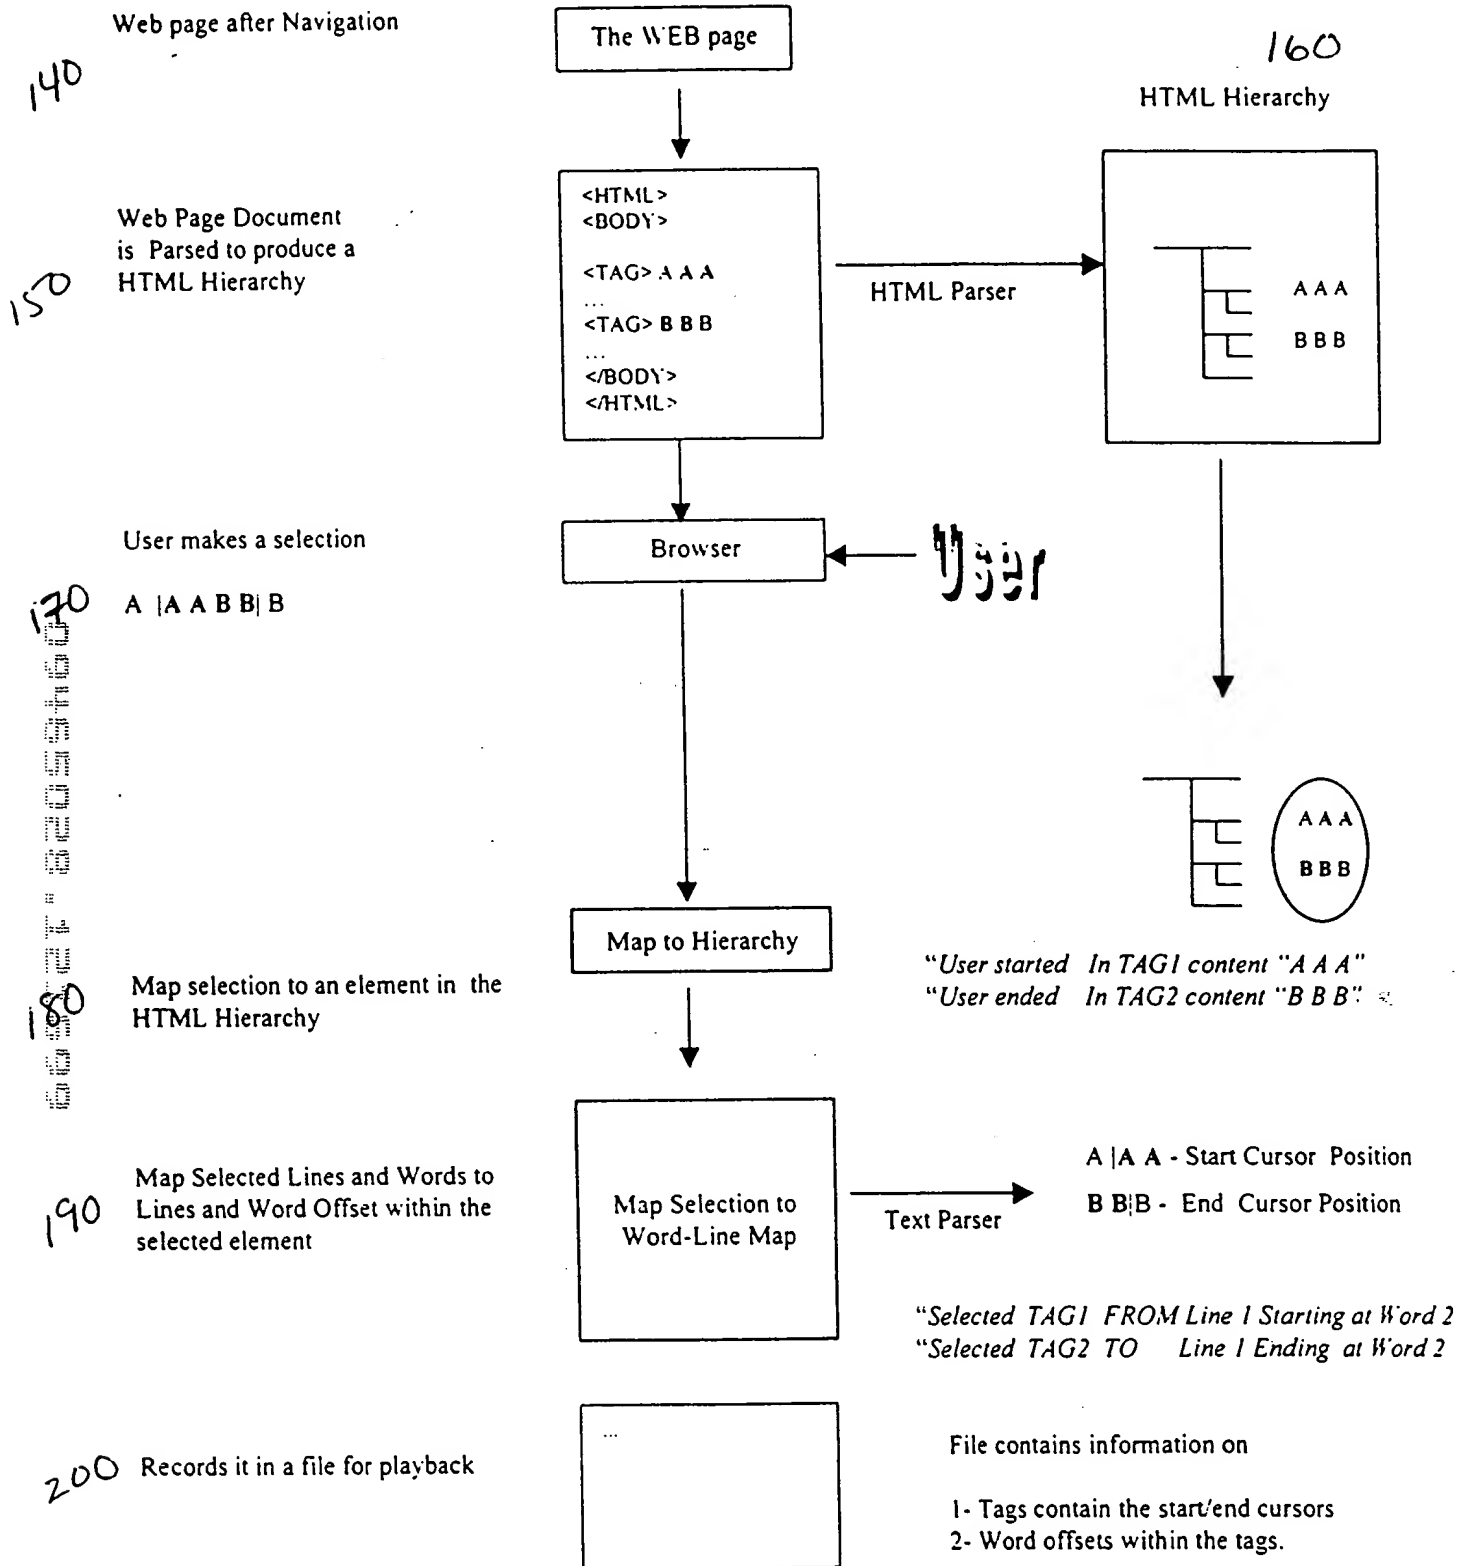 Web page after Navigation
The WEB page
160
140
HTML Hierarchy
Web Page Document
is Parsed to produce a
HTML Hierarchy
150
<HTML>
<BODY>
<TAG> A A A
...
<TAG> B B B
...
</BODY>
</HTML>
HTML Parser
A A A
B B B
User makes a selection
Browser
User
170
A |A A B B| B
A A A
B B B
Map to Hierarchy
"User started In TAG1 content "A A A"
"User ended In TAG2 content "B B B".
180
Map selection to an element in the
HTML Hierarchy
190
Map Selected Lines and Words to
Lines and Word Offset within the
selected element
Map Selection to
Word-Line Map
Text Parser
A |A A - Start Cursor Position
B B|B - End Cursor Position
"Selected TAG1 FROM Line 1 Starting at Word 2
"Selected TAG2 TO Line 1 Ending at Word 2
200
Records it in a file for playback
...
File contains information on
1- Tags contain the start/end cursors
2- Word offsets within the tags.